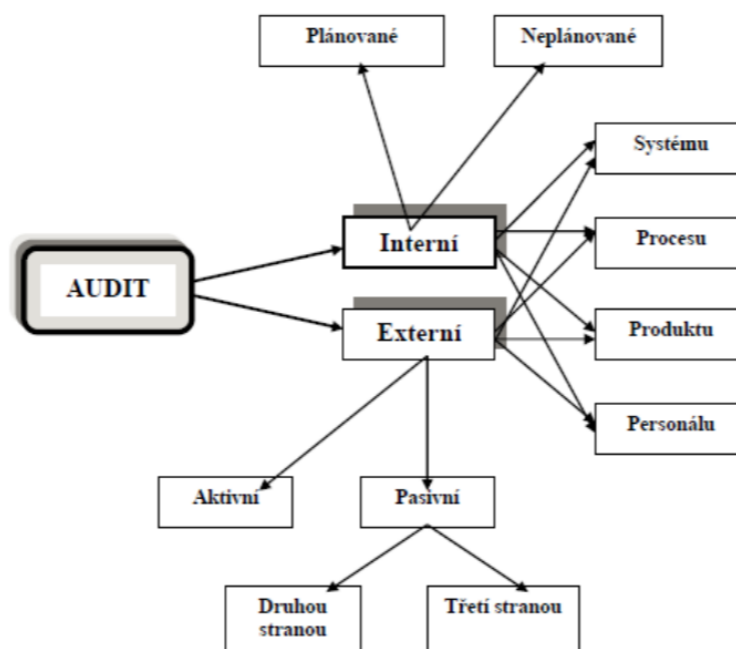 Plánované
Neplánované
Systému
Interní
Procesu
AUDIT
Externí
Produktu
Personálu
Aktivní
Pasivní
Druhou
stranou
Třetí stranou